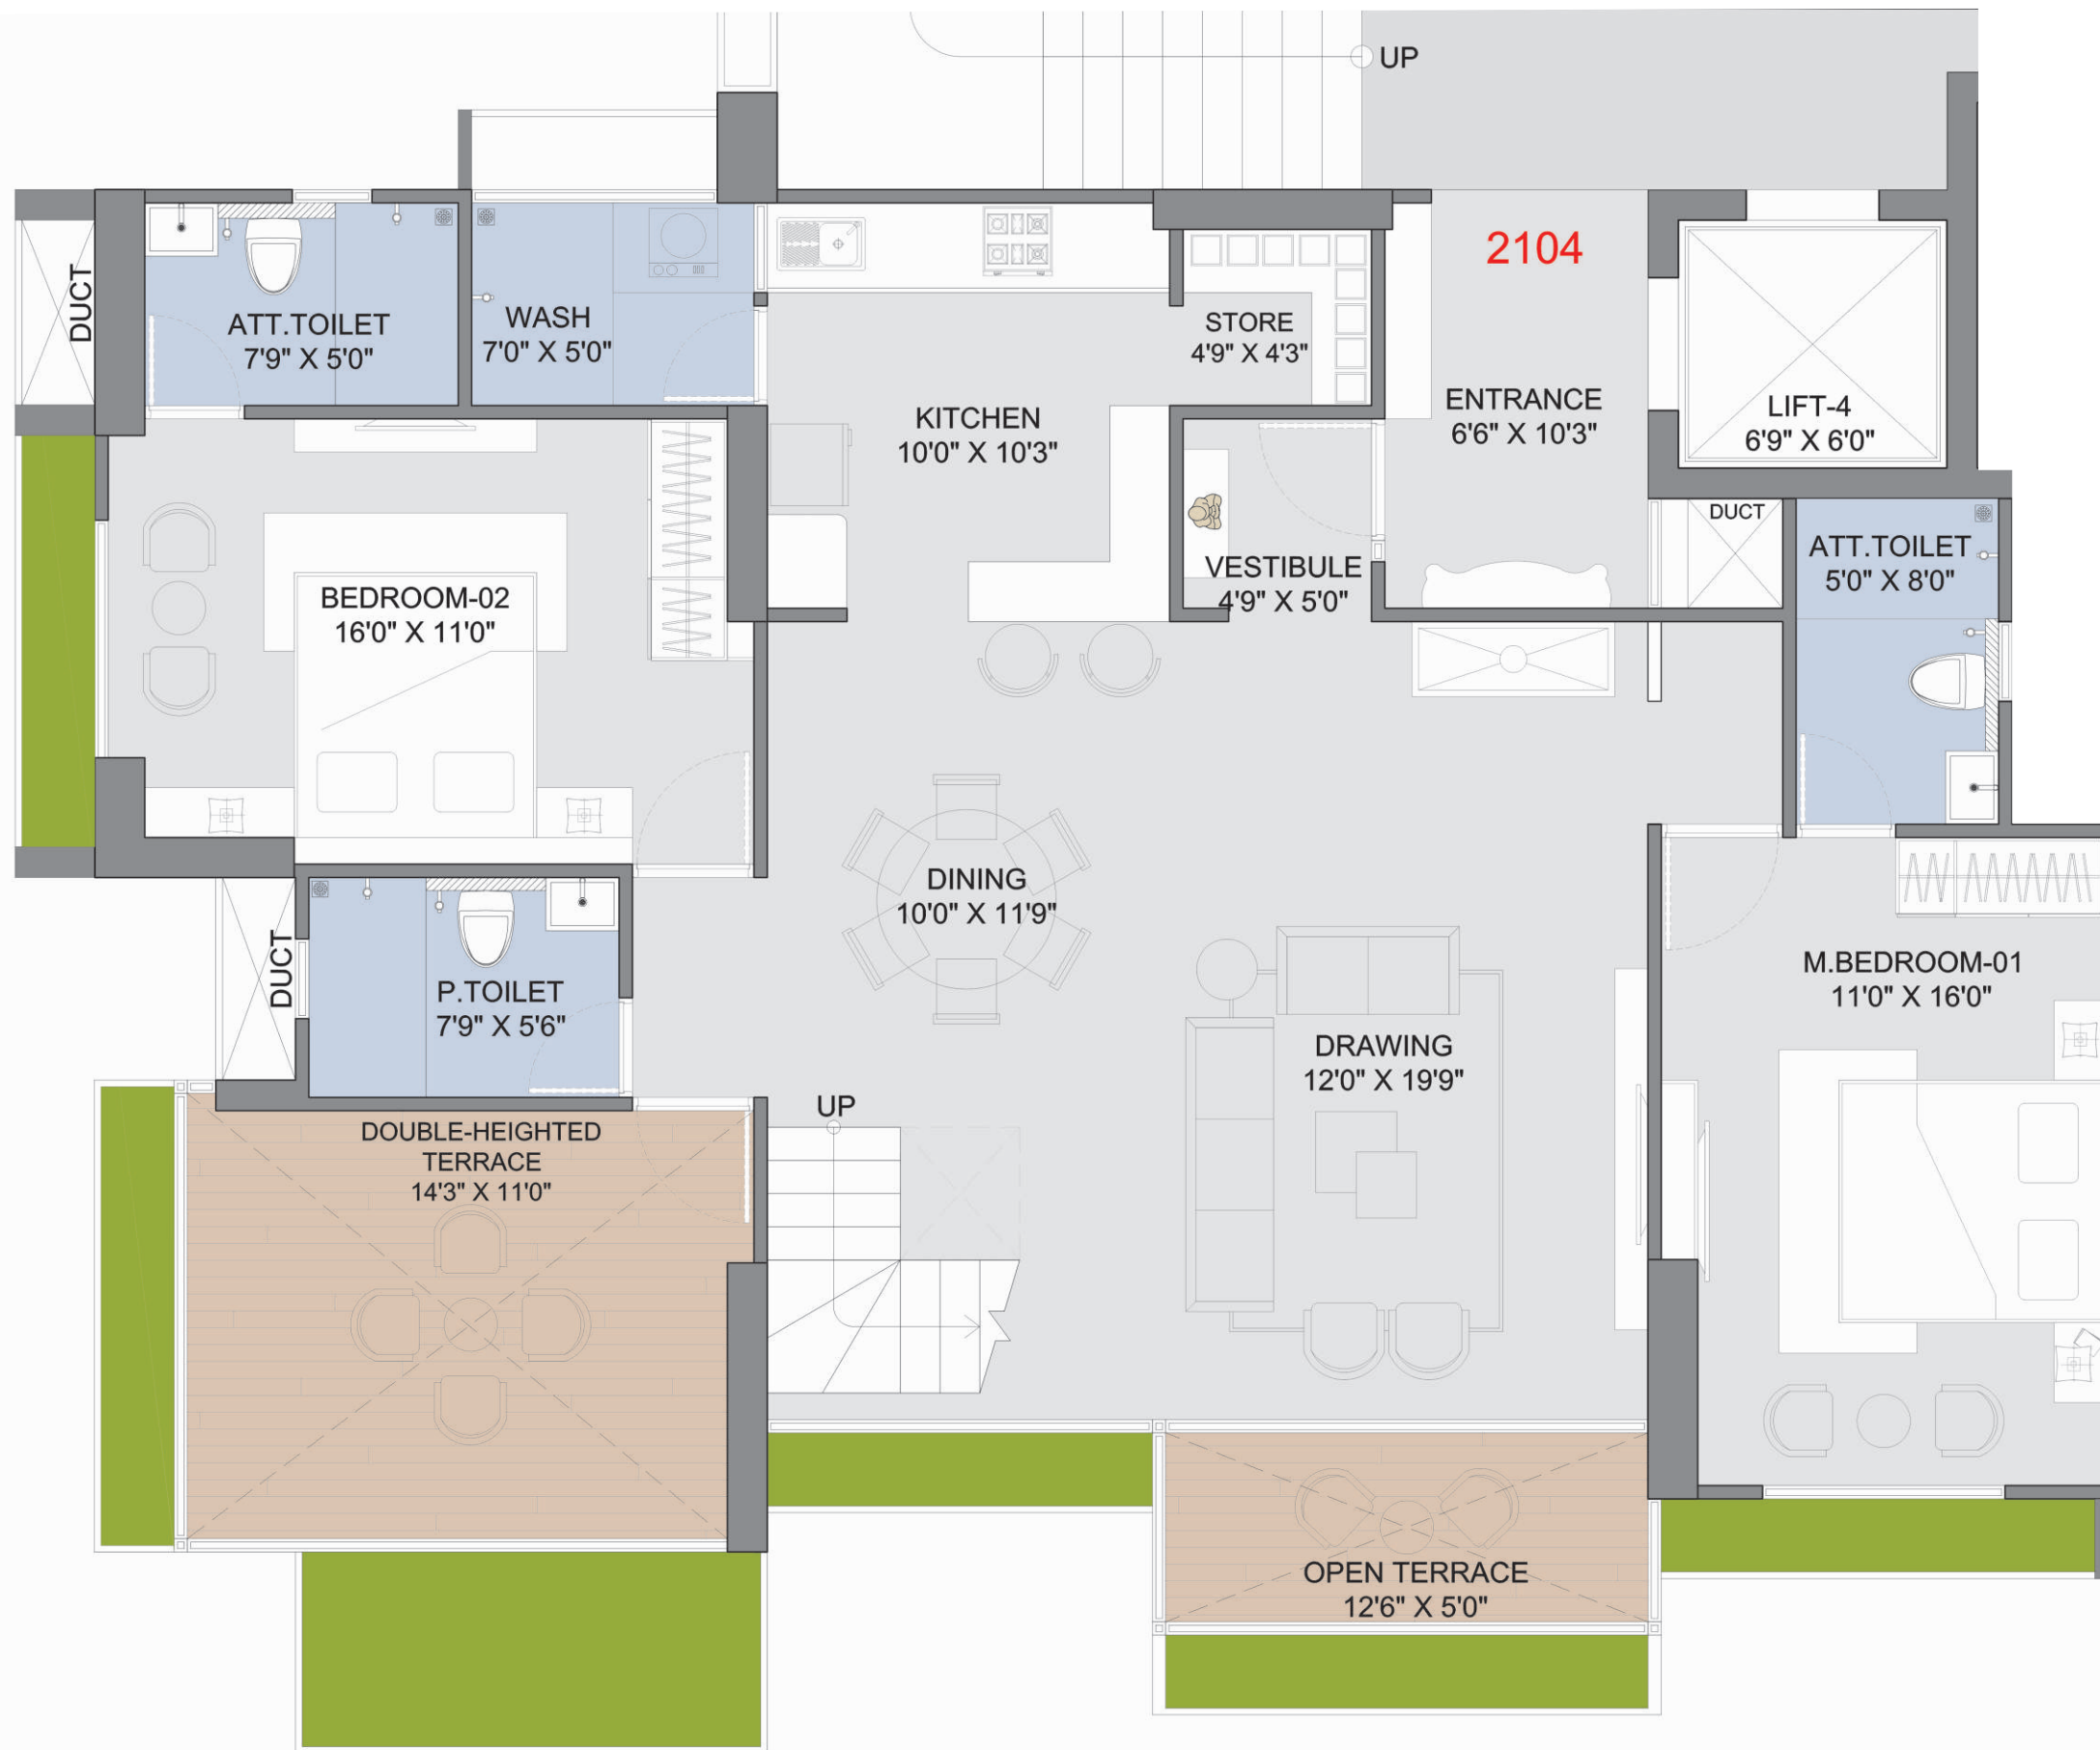 UP
2104
DUCT
ATT.TOILET
7'9" X 5'0"
WASH
7'0" X 5'0"
STORE
4'9" X 4'3"
KITCHEN
10'0" X 10'3"
ENTRANCE
6'6" X 10'3"
LIFT-4
6'9" X 6'0"
DUCT
ATT.TOILET
5'0" X 8'0"
VESTIBULE
4'9" X 5'0"
BEDROOM-02
16'0" X 11'0"
DINING
10'0" X 11'9"
M.BEDROOM-01
11'0" X 16'0"
DUCT
P.TOILET
7'9" X 5'6"
DRAWING
12'0" X 19'9"
UP
DOUBLE-HEIGHTED
TERRACE
14'3" X 11'0"
OPEN TERRACE
12'6" X 5'0"